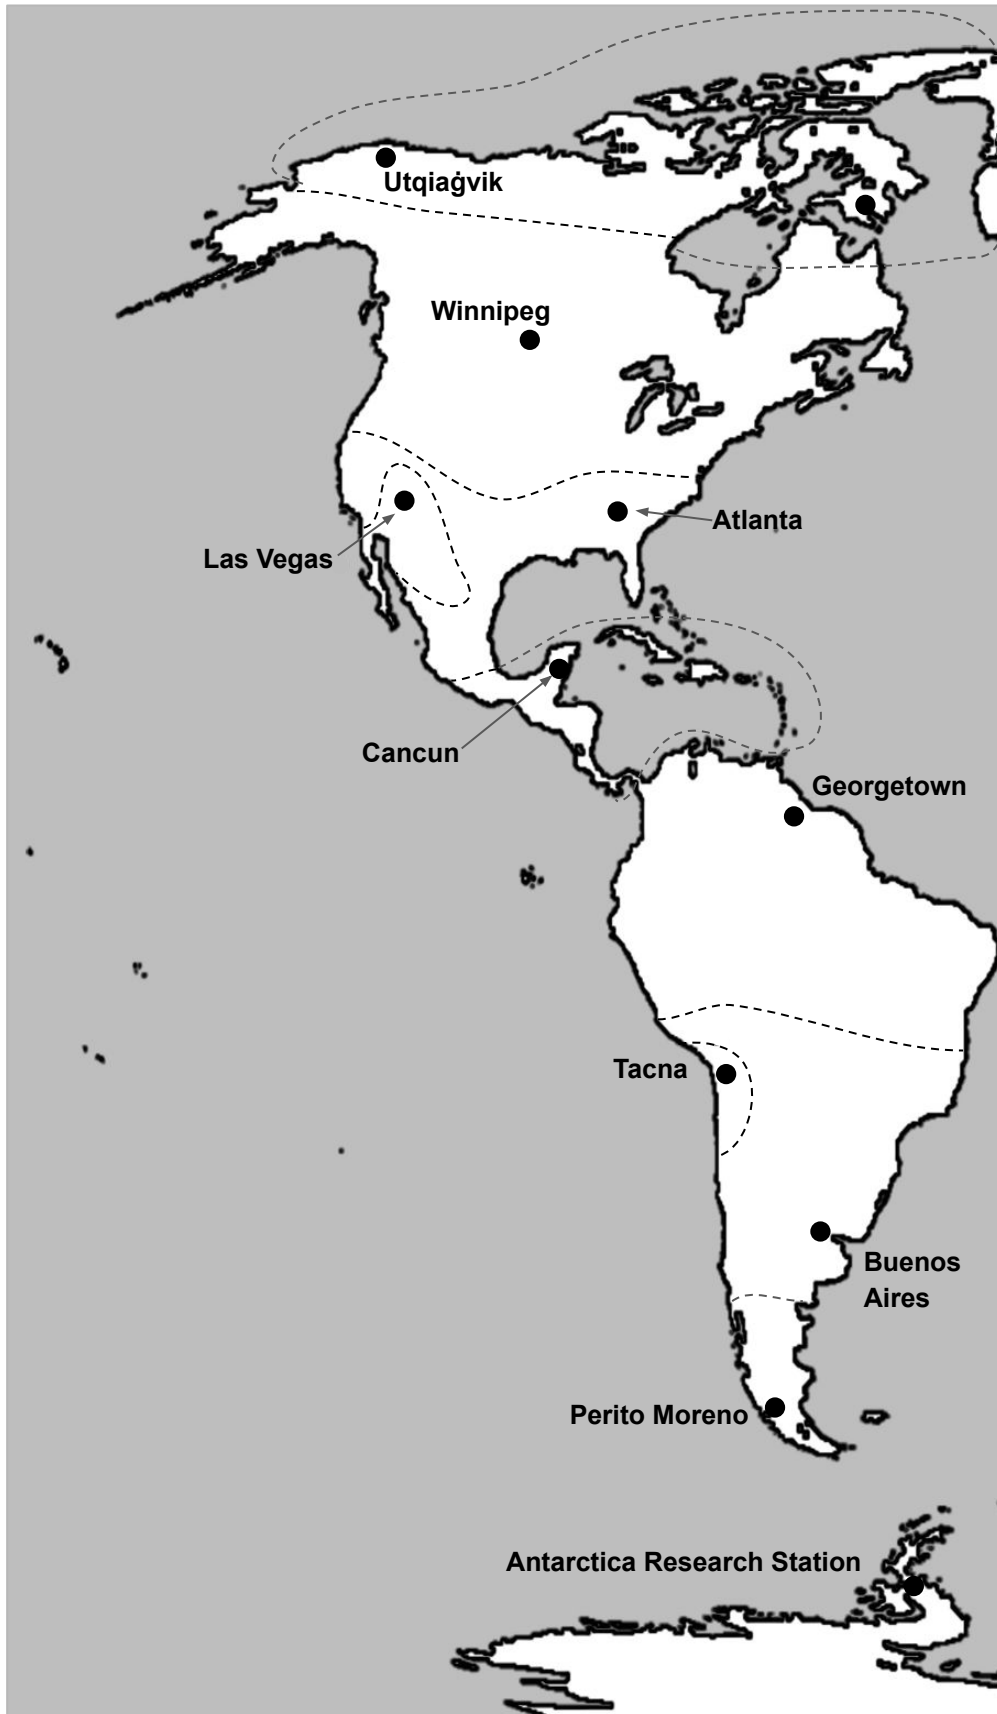 Utqiaġvik
Winnipeg
Atlanta
Las Vegas
Cancun
Georgetown
Tacna
Buenos
Aires
Perito Moreno
Antarctica Research Station